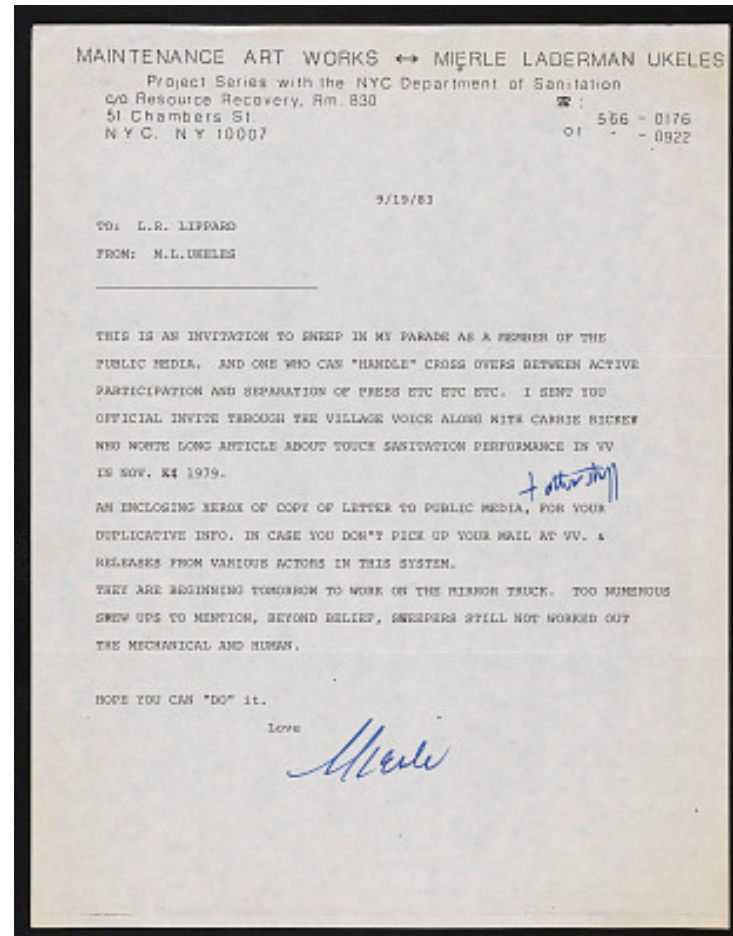 MAINTENANCE ART WORKS ↔ MIERLE LADERMAN UKELES
Project Series with the NYC Department of Sanitation
c/o Resource Recovery, Rm. 830 ☎ :
51 Chambers St. 566 - 0176
NYC. NY 10007 or - - 0922
9/19/83
TO: L.R. LIPPARD
FROM: M.L.UKELES
THIS IS AN INVITATION TO SWEEP IN MY PARADE AS A MEMBER OF THE
PUBLIC MEDIA. AND ONE WHO CAN "HANDLE" CROSS OVERS BETWEEN ACTIVE
PARTICIPATION AND SEPARATION OF PRESS ETC ETC ETC. I SENT YOU
OFFICIAL INVITE THROUGH THE VILLAGE VOICE ALONG WITH CARRIE RICKEW
WHO WORTE LONG ARTICLE ABOUT TOUCH SANITATION PERFORMANCE IN VV
IN NOV. 1979.
+ other stuff
AM ENCLOSING XEROX OF COPY OF LETTER TO PUBLIC MEDIA, FOR YOUR
DUPLICATIVE INFO. IN CASE YOU DON'T PICK UP YOUR MAIL AT VV. &
RELEASES FROM VARIOUS ACTORS IN THIS SYSTEM.
THEY ARE BEGINNING TOMORROW TO WORK ON THE MIRROR TRUCK. TOO NUMEROUS
SREW UPS TO MENTION, BEYOND BELIEF, SWEEPERS STILL NOT WORKED OUT
THE MECHANICAL AND HUMAN.
HOPE YOU CAN "DO" it.
Love
Mierle